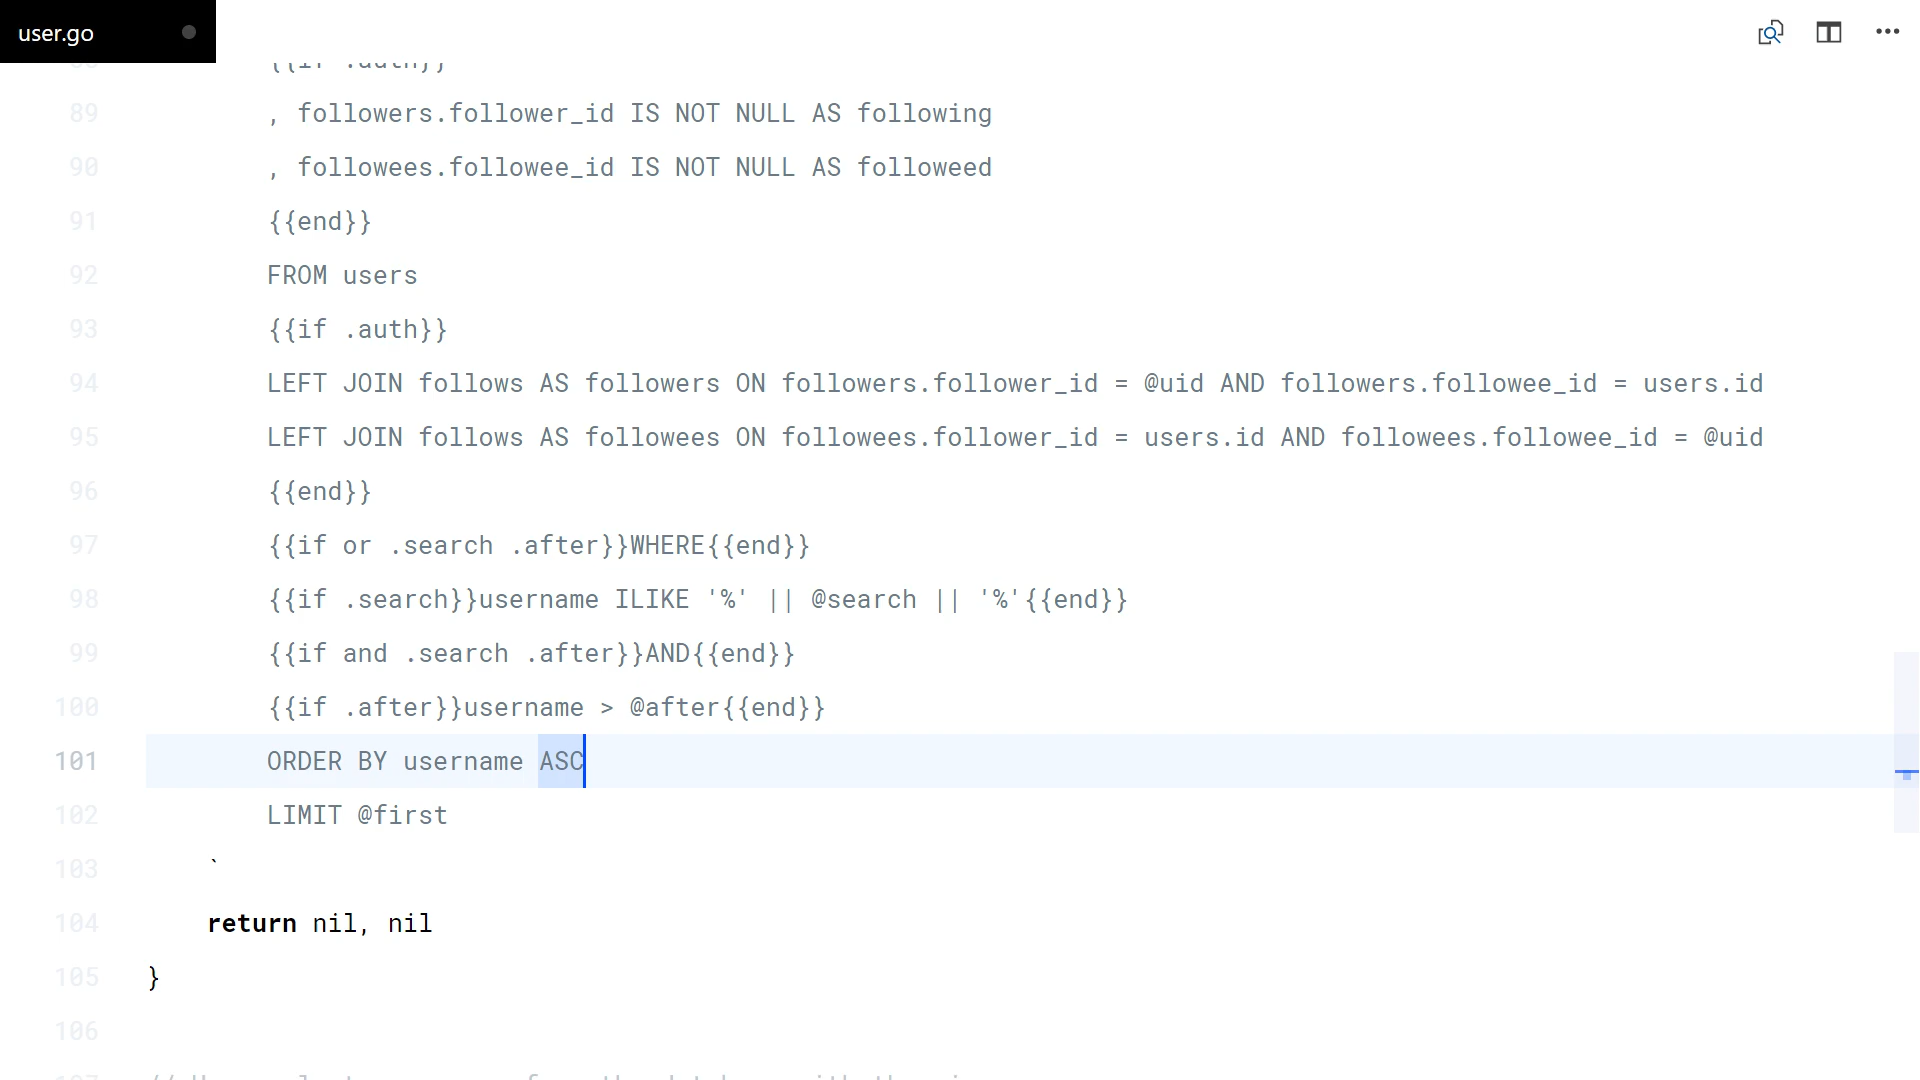 user.go
{{if .auth}}
89 , followers.follower_id IS NOT NULL AS following
90 , followees.followee_id IS NOT NULL AS followeed
91 {{end}}
92 FROM users
93 {{if .auth}}
94 LEFT JOIN follows AS followers ON followers.follower_id = @uid AND followers.followee_id = users.id
95 LEFT JOIN follows AS followees ON followees.follower_id = users.id AND followees.followee_id = @uid
96 {{end}}
97 {{if or .search .after}}WHERE{{end}}
98 {{if .search}}username ILIKE '%' || @search || '%'{{end}}
99 {{if and .search .after}}AND{{end}}
100 {{if .after}}username > @after{{end}}
101 ORDER BY username ASC
102 LIMIT @first
103 `
104 return nil, nil
105 }
106